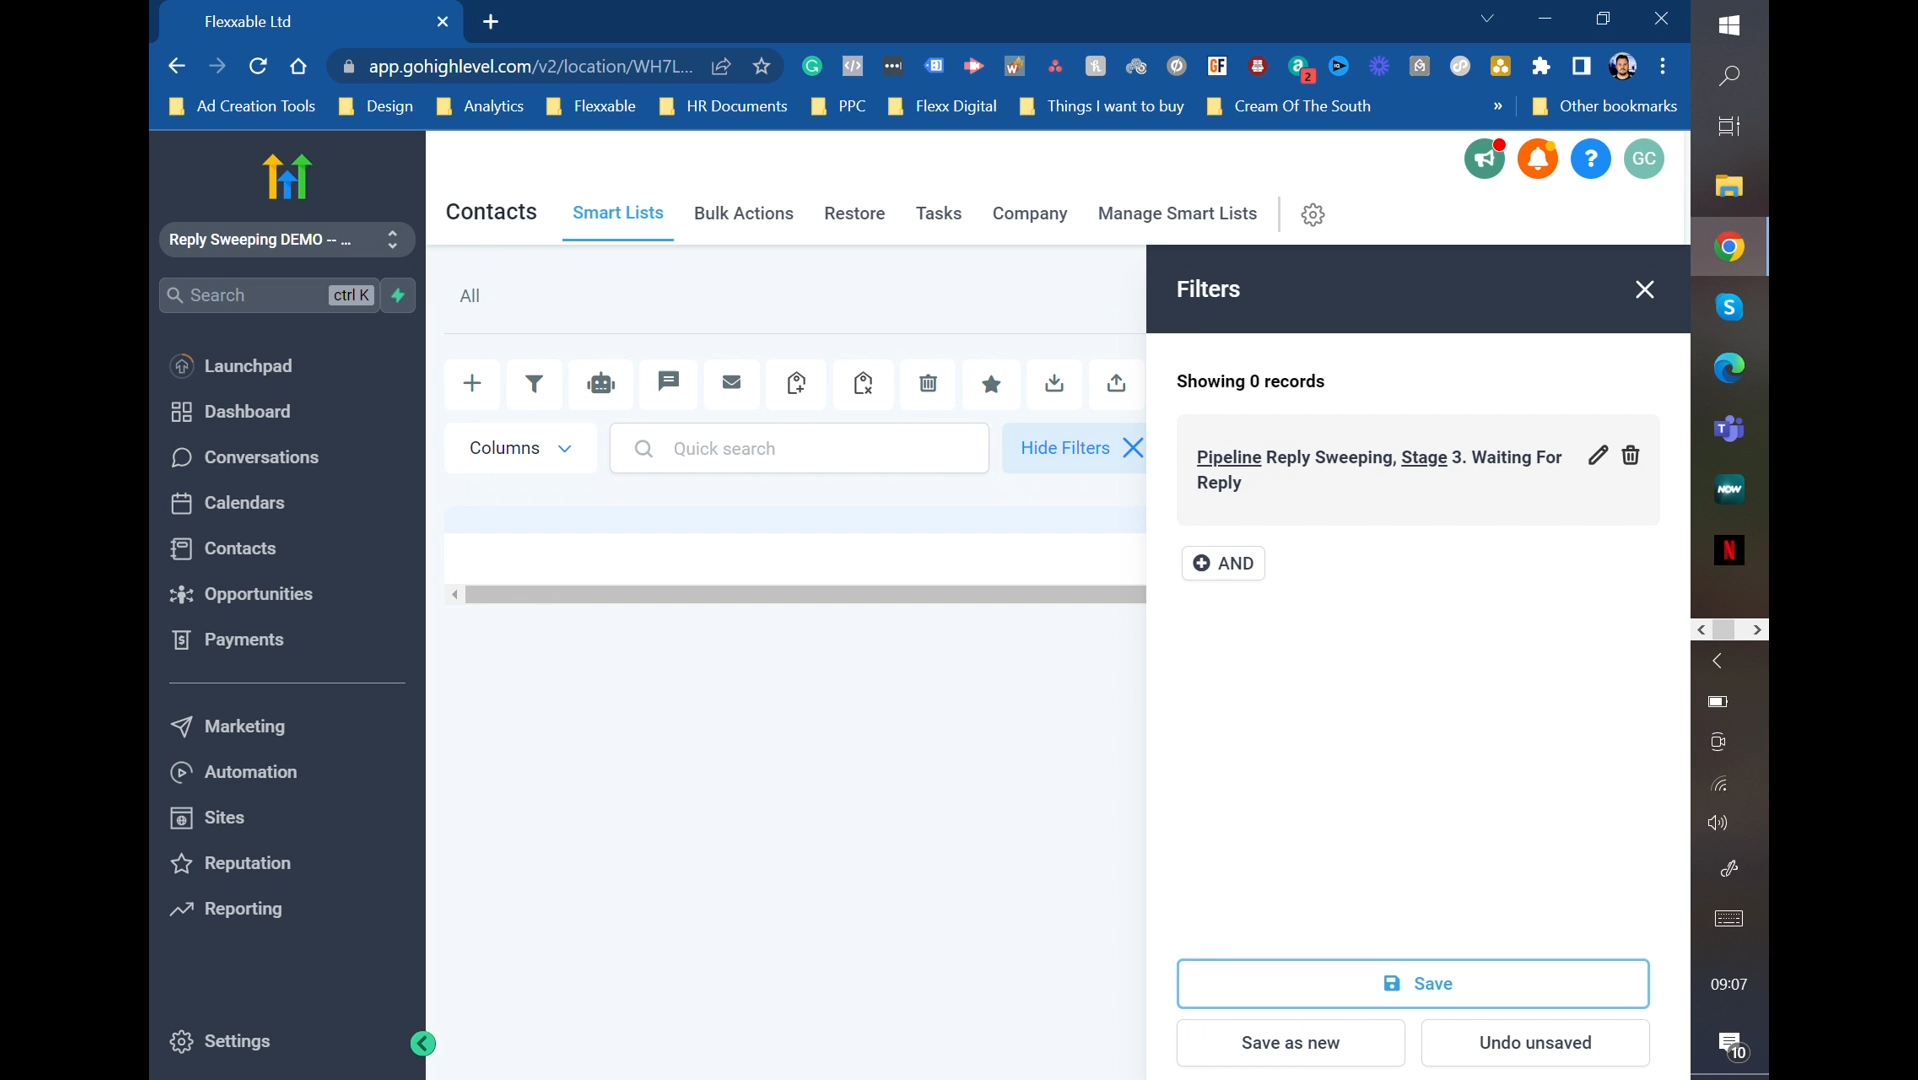 Flexxable Ltd
app.gohighlevel.com/v2/location/WH7L...
2
Ad Creation Tools
Design
Analytics
Flexxable
HR Documents
PPC
Flexx Digital
Things I want to buy
Cream Of The South
»
Other bookmarks
Reply Sweeping DEMO -- ...
Search
ctrl K
Launchpad
Dashboard
Conversations
Calendars
Contacts
Opportunities
Payments
Marketing
Automation
Sites
Reputation
Reporting
Settings
GC
Contacts
Smart Lists
Bulk Actions
Restore
Tasks
Company
Manage Smart Lists
All
Columns
Quick search
Hide Filters
Filters
Showing 0 records
Pipeline Reply Sweeping, Stage 3. Waiting For
Reply
AND
Save
Save as new
Undo unsaved
NOW
09:07
10